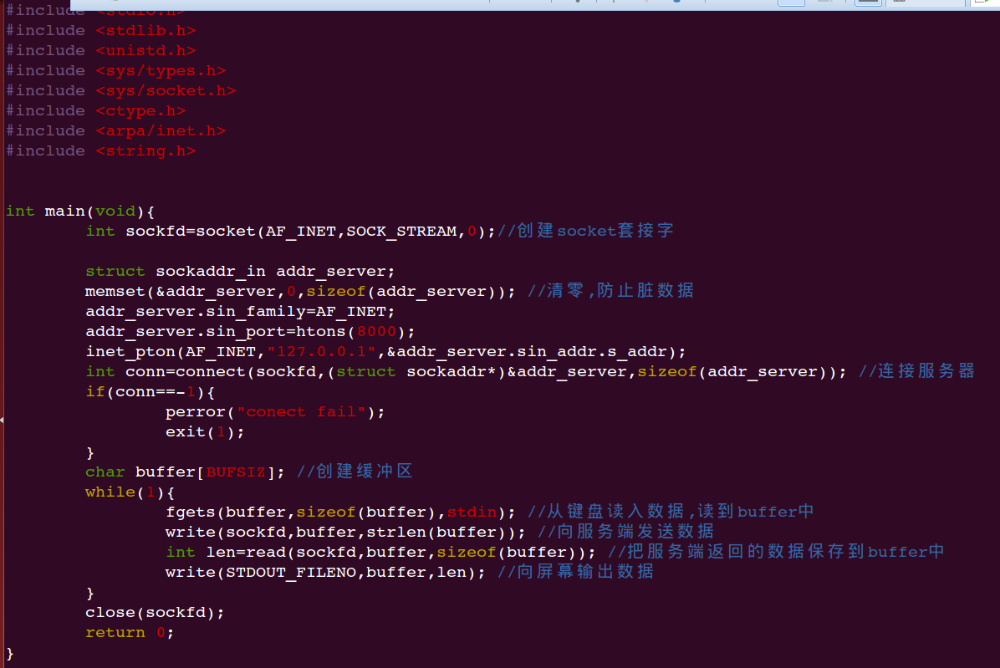 #include <stdio.h>
#include <stdlib.h>
#include <unistd.h>
#include <sys/types.h>
#include <sys/socket.h>
#include <ctype.h>
#include <arpa/inet.h>
#include <string.h>
int main(void){
int sockfd=socket(AF_INET,SOCK_STREAM,0);//创建socket套接字
struct sockaddr_in addr_server;
memset(&addr_server,0,sizeof(addr_server)); //清零,防止脏数据
addr_server.sin_family=AF_INET;
addr_server.sin_port=htons(8000);
inet_pton(AF_INET,"127.0.0.1",&addr_server.sin_addr.s_addr);
int conn=connect(sockfd,(struct sockaddr*)&addr_server,sizeof(addr_server)); //连接服务器
if(conn==-1){
perror("conect fail");
exit(1);
}
char buffer[BUFSIZ]; //创建缓冲区
while(1){
fgets(buffer,sizeof(buffer),stdin); //从键盘读入数据,读到buffer中
write(sockfd,buffer,strlen(buffer)); //向服务端发送数据
int len=read(sockfd,buffer,sizeof(buffer)); //把服务端返回的数据保存到buffer中
write(STDOUT_FILENO,buffer,len); //向屏幕输出数据
}
close(sockfd);
return 0;
}